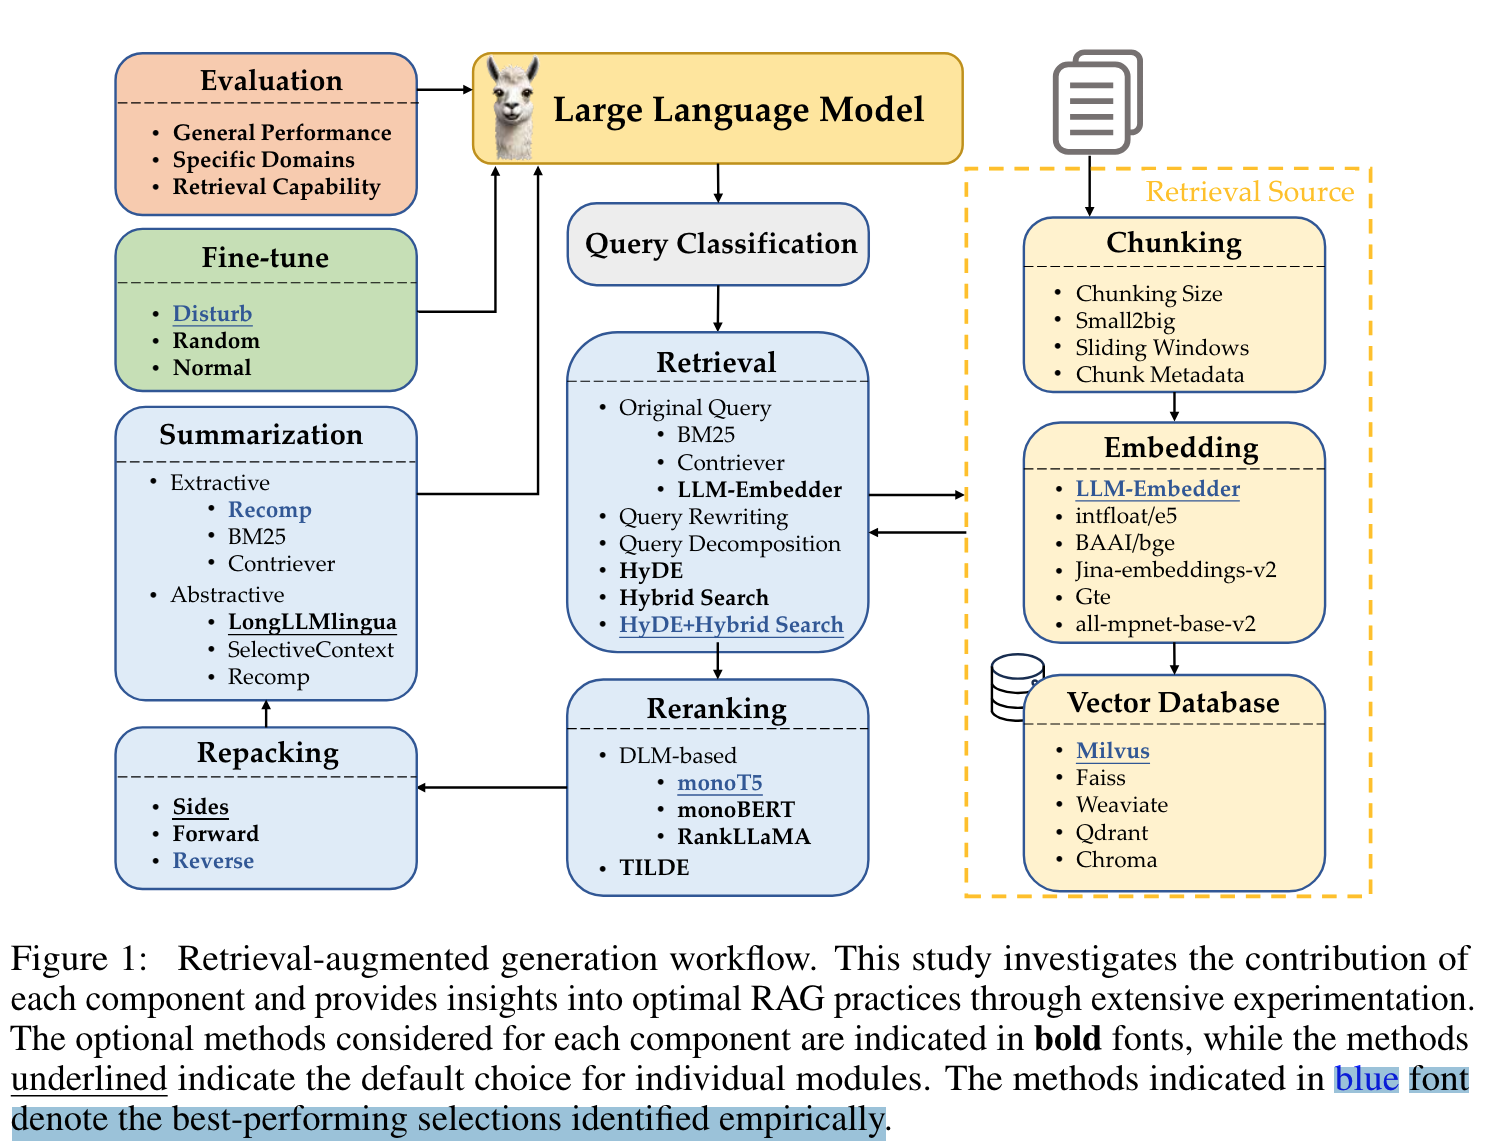 Evaluation
• General Performance
• Specific Domains
• Retrieval Capability
Fine-tune
• Disturb
• Random
• Normal
Summarization
• Extractive
• Recomp
• BM25
• Contriever
• Abstractive
• LongLLMlingua
• SelectiveContext
• Recomp
Repacking
• Sides
• Forward
• Reverse
Large Language Model
Query Classification
Retrieval
• Original Query
• BM25
• Contriever
• LLM-Embedder
• Query Rewriting
• Query Decomposition
• HyDE
• Hybrid Search
• HyDE+Hybrid Search
Reranking
• DLM-based
• monoT5
• monoBERT
• RankLLaMA
• TILDE
Retrieval Source
Chunking
• Chunking Size
• Small2big
• Sliding Windows
• Chunk Metadata
Embedding
• LLM-Embedder
• intfloat/e5
• BAAI/bge
• Jina-embeddings-v2
• Gte
• all-mpnet-base-v2
Vector Database
• Milvus
• Faiss
• Weaviate
• Qdrant
• Chroma
Figure 1: Retrieval-augmented generation workflow. This study investigates the contribution of
each component and provides insights into optimal RAG practices through extensive experimentation.
The optional methods considered for each component are indicated in bold fonts, while the methods
underlined indicate the default choice for individual modules. The methods indicated in blue font
denote the best-performing selections identified empirically.